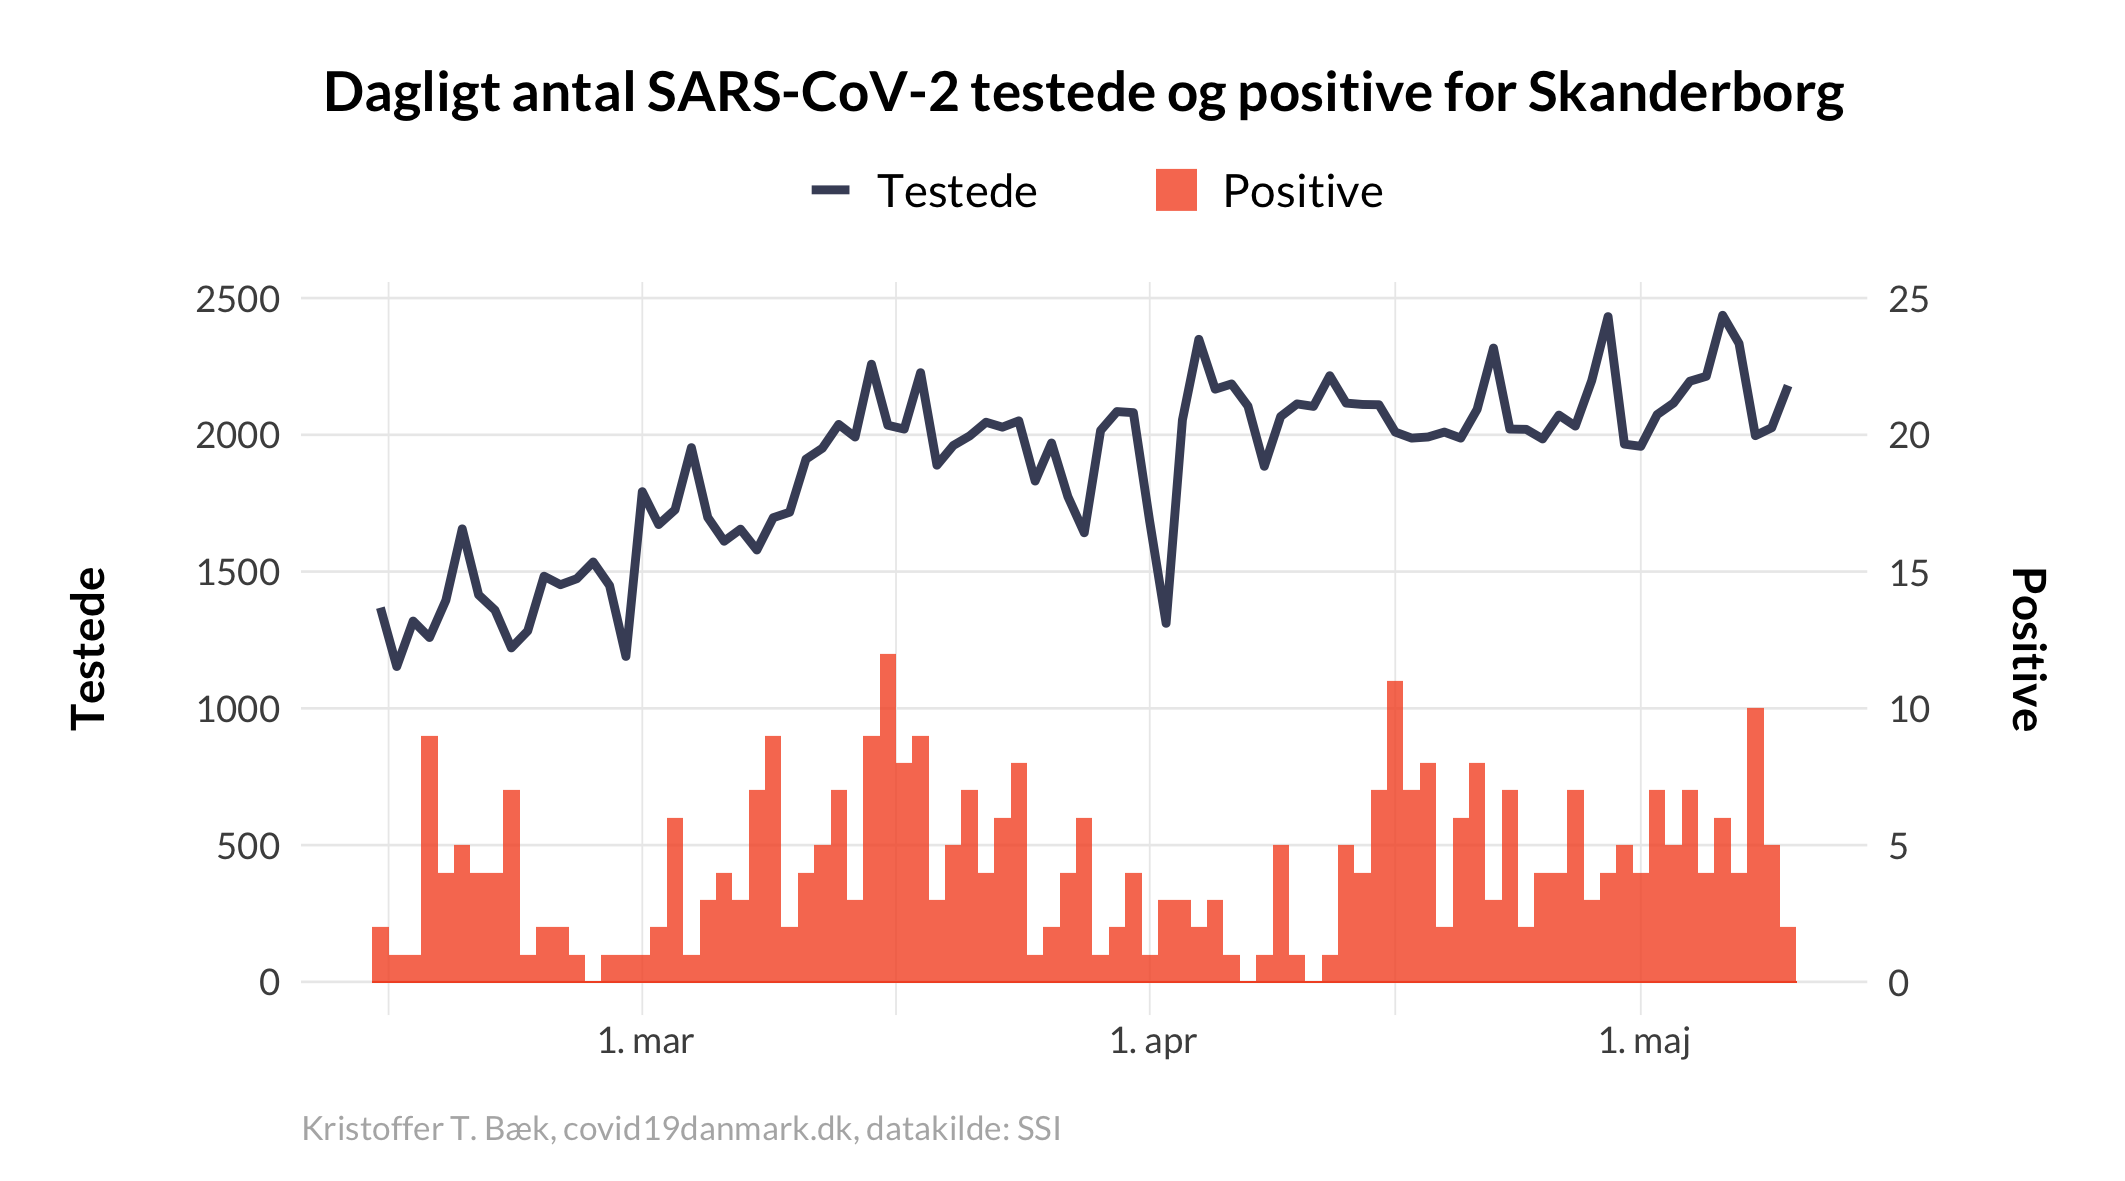 Dagligt antal SARS-CoV-2 testede og positive for Skanderborg
Testede
Positive
2500
2000
1500
1000
500
0
Testede
25
20
15
10
5
0
Positive
1. mar
1. apr
1. maj
Kristoffer T. Bæk, covid19danmark.dk, datakilde: SSI